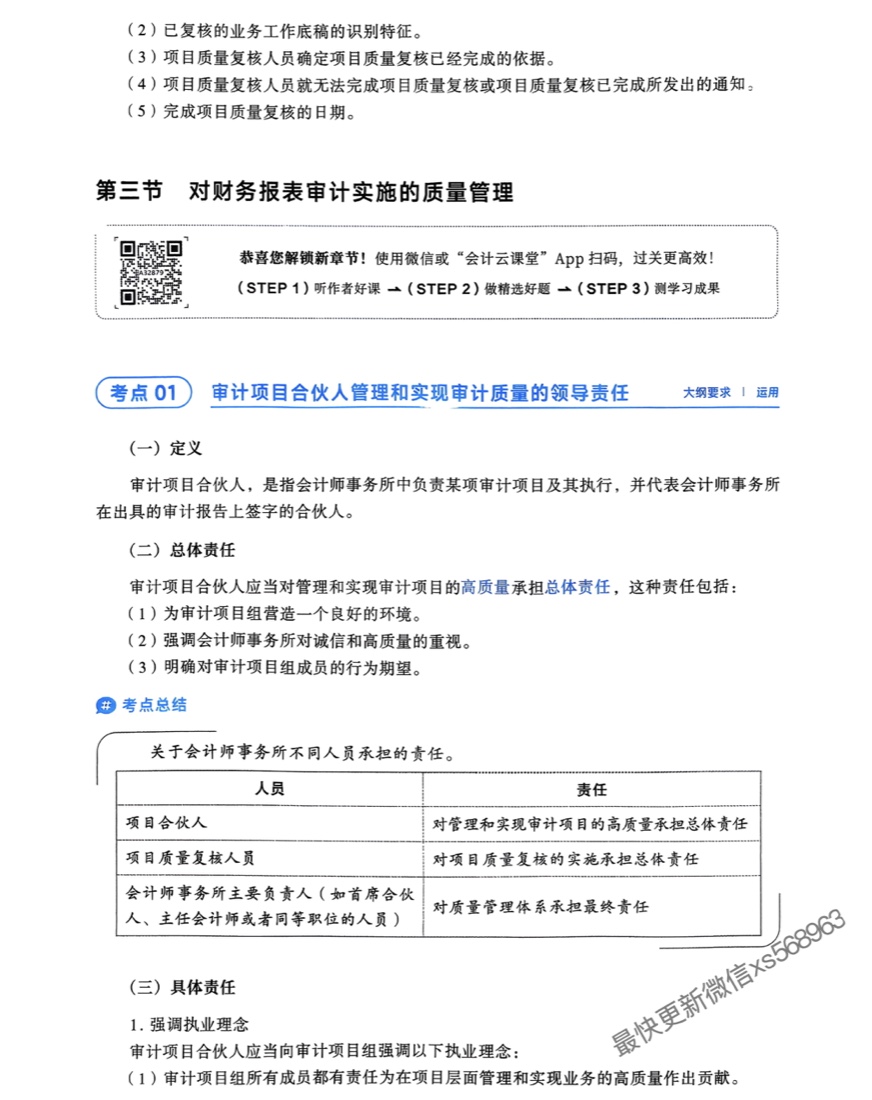 （2）已复核的业务工作底稿的识别特征。
（3）项目质量复核人员确定项目质量复核已经完成的依据。
（4）项目质量复核人员就无法完成项目质量复核或项目质量复核已完成所发出的通知。
（5）完成项目质量复核的日期。
第三节　对财务报表审计实施的质量管理
A32879
恭喜您解锁新章节！使用微信或“会计云课堂”App 扫码，过关更高效！
（STEP 1）听作者好课 ⇀（STEP 2）做精选好题 ⇀（STEP 3）测学习成果
考点 01　审计项目合伙人管理和实现审计质量的领导责任　大纲要求 | 运用
（一）定义
审计项目合伙人，是指会计师事务所中负责某项审计项目及其执行，并代表会计师事务所
在出具的审计报告上签字的合伙人。
（二）总体责任
审计项目合伙人应当对管理和实现审计项目的高质量承担总体责任，这种责任包括：
（1）为审计项目组营造一个良好的环境。
（2）强调会计师事务所对诚信和高质量的重视。
（3）明确对审计项目组成员的行为期望。
# 考点总结
关于会计师事务所不同人员承担的责任。
人员　责任
项目合伙人　对管理和实现审计项目的高质量承担总体责任
项目质量复核人员　对项目质量复核的实施承担总体责任
会计师事务所主要负责人（如首席合伙
人、主任会计师或者同等职位的人员）　对质量管理体系承担最终责任
（三）具体责任
1. 强调执业理念
审计项目合伙人应当向审计项目组强调以下执业理念：
（1）审计项目组所有成员都有责任为在项目层面管理和实现业务的高质量作出贡献。
最快更新微信xs568963